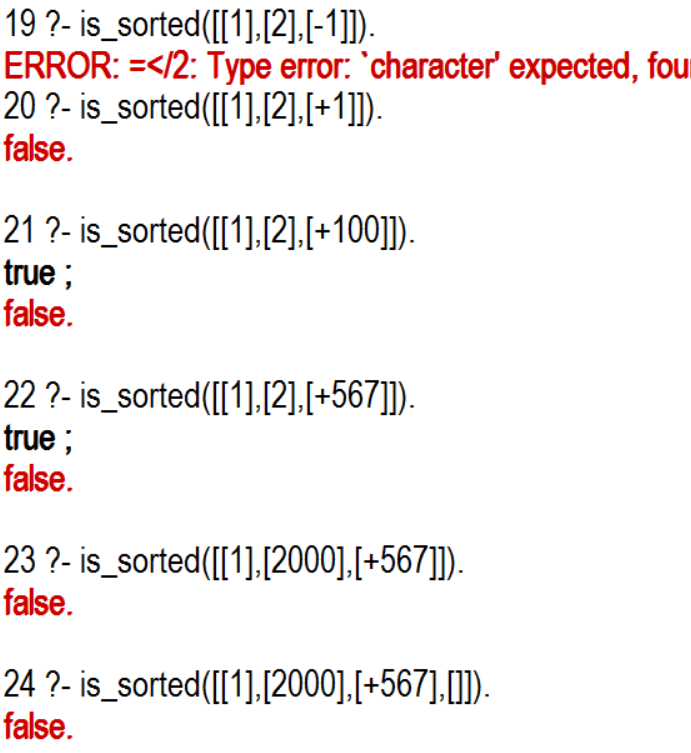 19 ?- is_sorted([[1],[2],[-1]]).
ERROR: =</2: Type error: `character' expected, fou
20 ?- is_sorted([[1],[2],[+1]]).
false.
21 ?- is_sorted([[1],[2],[+100]]).
true ;
false.
22 ?- is_sorted([[1],[2],[+567]]).
true ;
false.
23 ?- is_sorted([[1],[2000],[+567]]).
false.
24 ?- is_sorted([[1],[2000],[+567],[]]).
false.